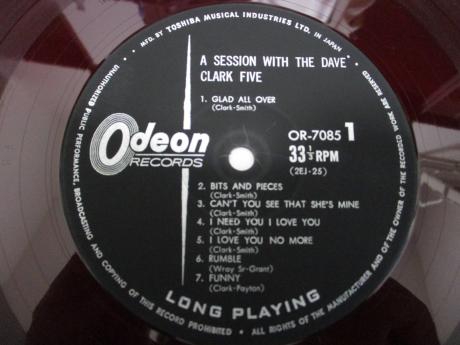 MFD. BY TOSHIBA MUSICAL INDUSTRIES LTD. IN JAPAN
ALL RIGHTS OF THE MANUFACTURER AND OF THE OWNER OF THE RECORDED WORK ARE RESERVED
UNAUTHORIZED PUBLIC PERFORMANCE, BROADCASTING AND COPYING OF THIS RECORD PROHIBITED
A SESSION WITH THE DAVE
CLARK FIVE
1. GLAD ALL OVER
(Clark-Smith)
Odeon
RECORDS
OR-7085 1
33 1/3 RPM
(2EJ-25)
2. BITS AND PIECES
(Clark-Smith)
3. CAN'T YOU SEE THAT SHE'S MINE
(Clark-Smith)
4. I NEED YOU I LOVE YOU
(Clark-Smith)
5. I LOVE YOU NO MORE
(Clark-Smith)
6. RUMBLE
(Wray Sr-Grant)
7. FUNNY
(Clark-Payton)
LONG PLAYING